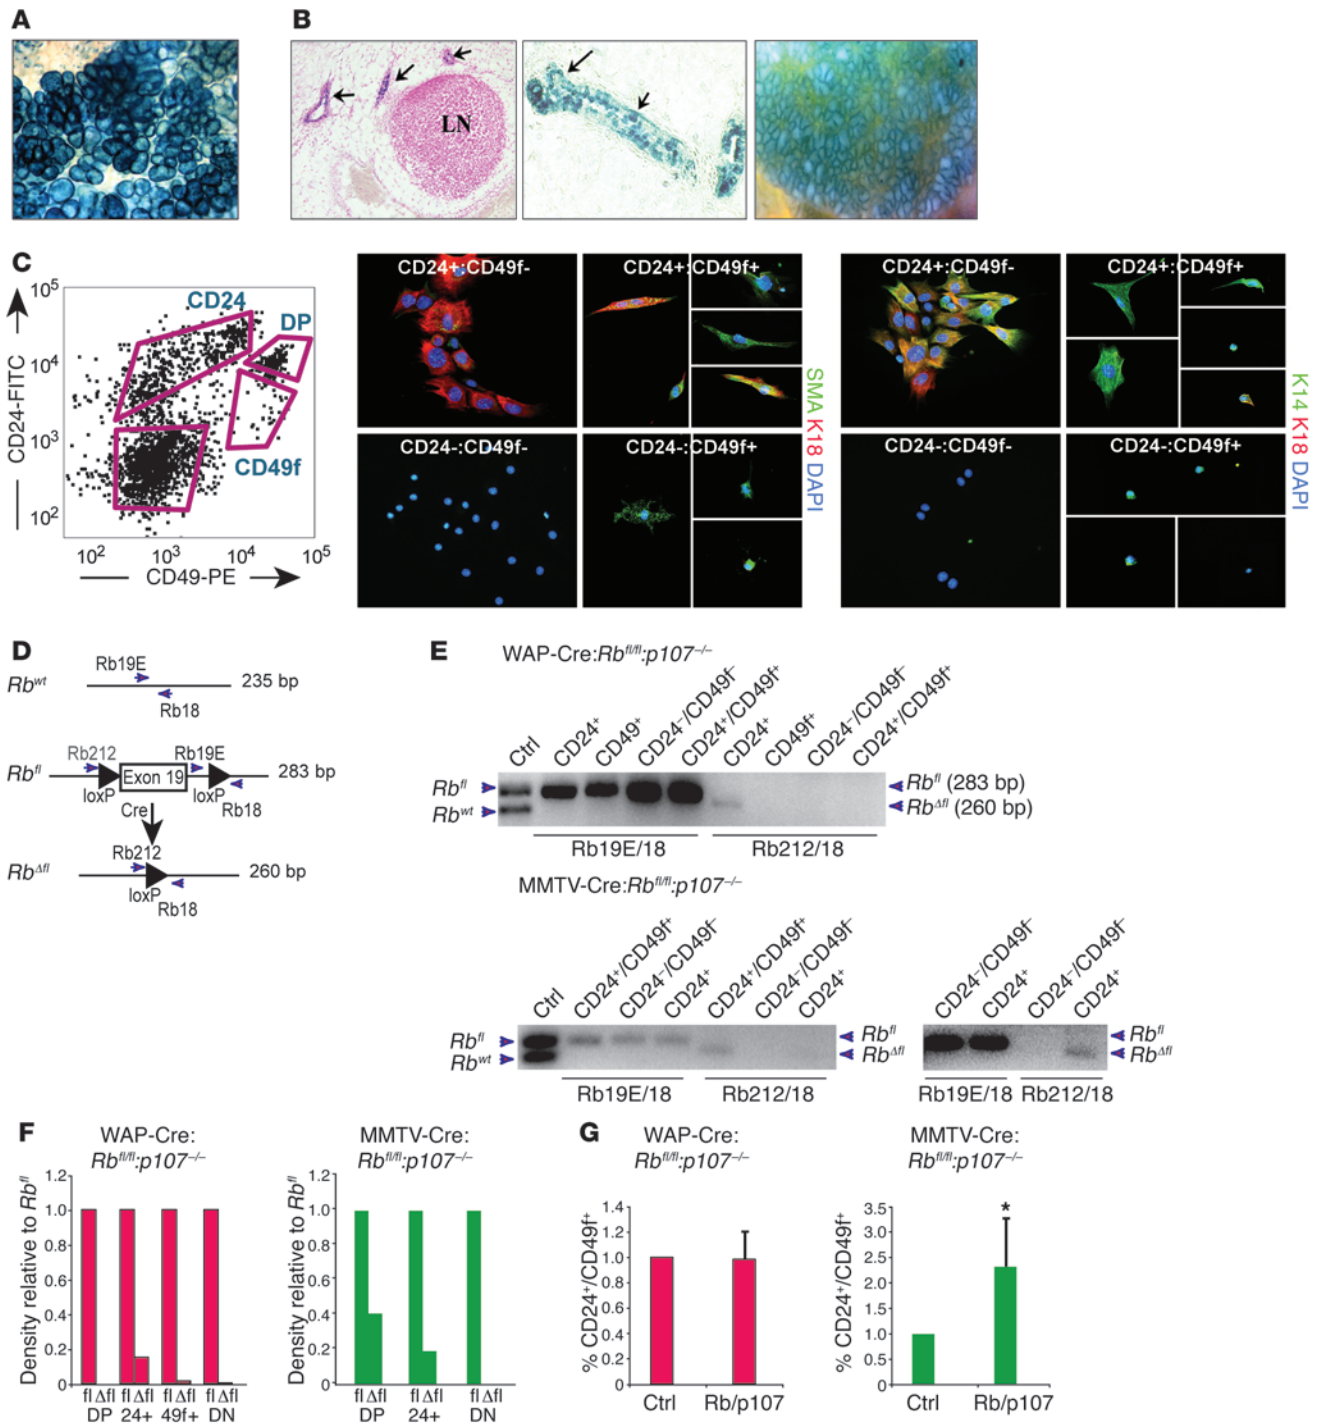 A
B
LN
C
10^5
10^4
10^3
10^2
CD24-FITC
CD24
DP
CD49f
10^2 10^3 10^4 10^5
CD49-PE
CD24+:CD49f-
CD24+:CD49f+
CD24-:CD49f-
CD24-:CD49f+
SMA K18 DAPI
CD24+:CD49f-
CD24+:CD49f+
CD24-:CD49f-
CD24-:CD49f+
K14 K18 DAPI
D
Rb^wt
Rb19E
Rb18
235 bp
Rb^fl
Rb212
loxP
Exon 19
Rb19E
loxP
Rb18
283 bp
Cre
Rb^Δfl
Rb212
loxP
Rb18
260 bp
E
WAP-Cre:Rb^fl/fl:p107^–/–
Ctrl
CD24^+
CD49^+
CD24^–/CD49f^–
CD24^+/CD49f^+
CD24^+
CD49f^+
CD24^–/CD49f^–
CD24^+/CD49f^+
Rb^fl
Rb^wt
Rb^fl (283 bp)
Rb^Δfl (260 bp)
Rb19E/18
Rb212/18
MMTV-Cre:Rb^fl/fl:p107^–/–
Ctrl
CD24^+/CD49f^+
CD24^–/CD49f^–
CD24^+
CD24^+/CD49f^+
CD24^–/CD49f^–
CD24^+
Rb^fl
Rb^wt
Rb^fl
Rb^Δfl
Rb19E/18
Rb212/18
CD24^–/CD49f^–
CD24^+
CD24^–/CD49f^–
CD24^+
Rb^fl
Rb^Δfl
Rb19E/18
Rb212/18
F
WAP-Cre:
Rb^fl/fl:p107^–/–
Density relative to Rb^fl
1.2
1.0
0.8
0.6
0.4
0.2
0
fl Δfl fl Δfl fl Δfl fl Δfl
DP 24+ 49f+ DN
MMTV-Cre:
Rb^fl/fl:p107^–/–
Density relative to Rb^fl
1.2
1.0
0.8
0.6
0.4
0.2
0
fl Δfl fl Δfl fl Δfl
DP 24+ DN
G
WAP-Cre:
Rb^fl/fl:p107^–/–
% CD24^+/CD49f^+
1.4
1.2
1.0
0.8
0.6
0.4
0.2
0
Ctrl Rb/p107
MMTV-Cre:
Rb^fl/fl:p107^–/–
% CD24^+/CD49f^+
3.5
3.0
2.5
2.0
1.5
1.0
0.5
0
*
Ctrl Rb/p107